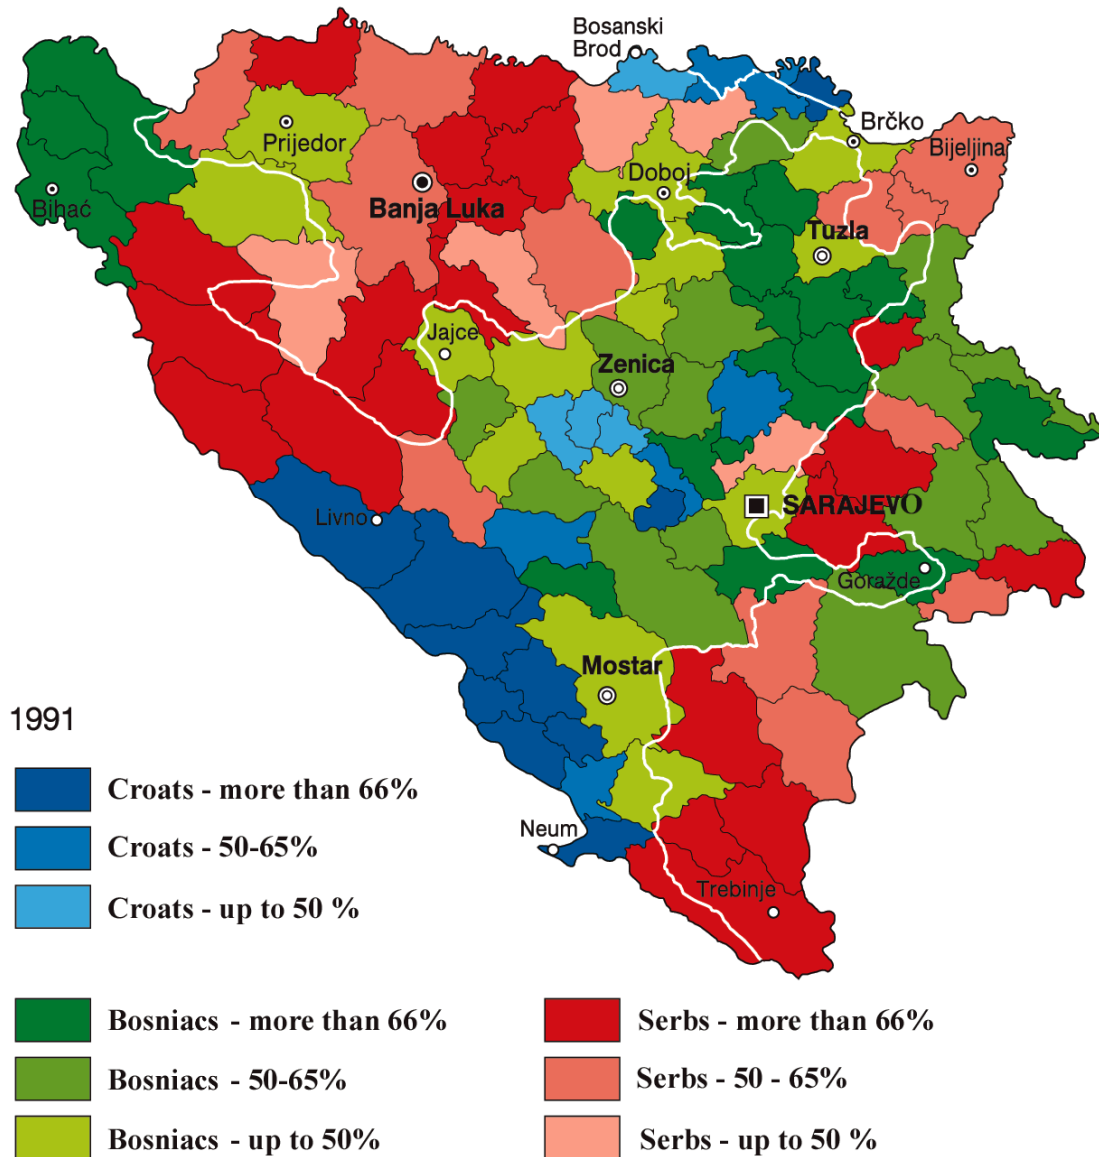 Bosanski
Brod
Brčko
Prijedor
Bijeljina
Doboj
Bihać
Banja Luka
Tuzla
Jajce
Zenica
SARAJEVO
Livno
Goražde
Mostar
1991
Neum
Trebinje
Croats - more than 66%
Croats - 50-65%
Croats - up to 50 %
Bosniacs - more than 66%
Bosniacs - 50-65%
Bosniacs - up to 50%
Serbs - more than 66%
Serbs - 50 - 65%
Serbs - up to 50 %